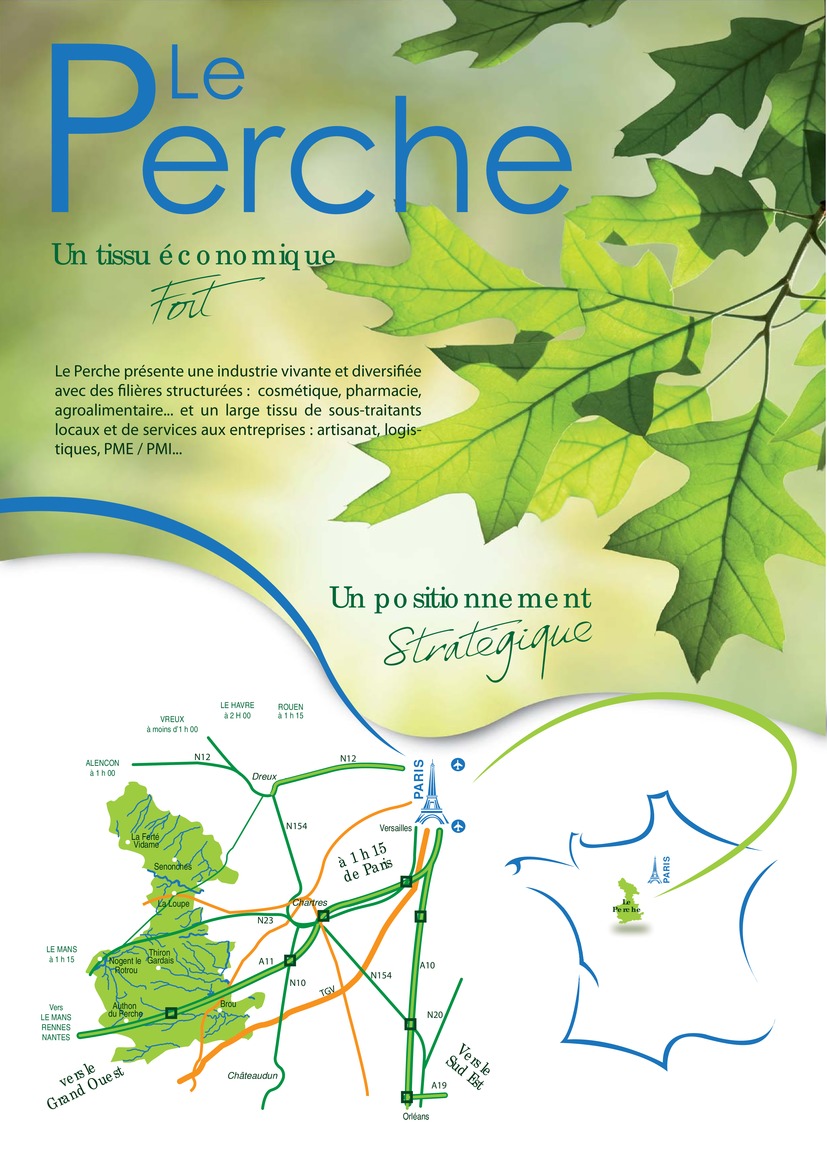 Le
Perche
Un tissu économique
Fort
Le Perche présente une industrie vivante et diversifiée
avec des filières structurées : cosmétique, pharmacie,
agroalimentaire... et un large tissu de sous-traitants
locaux et de services aux entreprises : artisanat, logis-
tiques, PME / PMI...
Un positionnement
Stratégique
LE HAVRE
à 2 H 00
ROUEN
à 1 h 15
VREUX
à moins d'1 h 00
ALENCON
à 1 h 00
N12
N12
Dreux
PARIS
Versailles
N154
à 1 h 15
de Paris
La Ferté
Vidame
Senonches
La Loupe
Chartres
N23
LE MANS
à 1 h 15
Nogent le
Rotrou
Thiron
Gardais
A11
N10
TGV
N154
A10
Authon
du Perche
Brou
Vers
LE MANS
RENNES
NANTES
N20
vers le
Grand Ouest
Châteaudun
Vers le
Sud Est
A19
Orléans
PARIS
Le
Perche